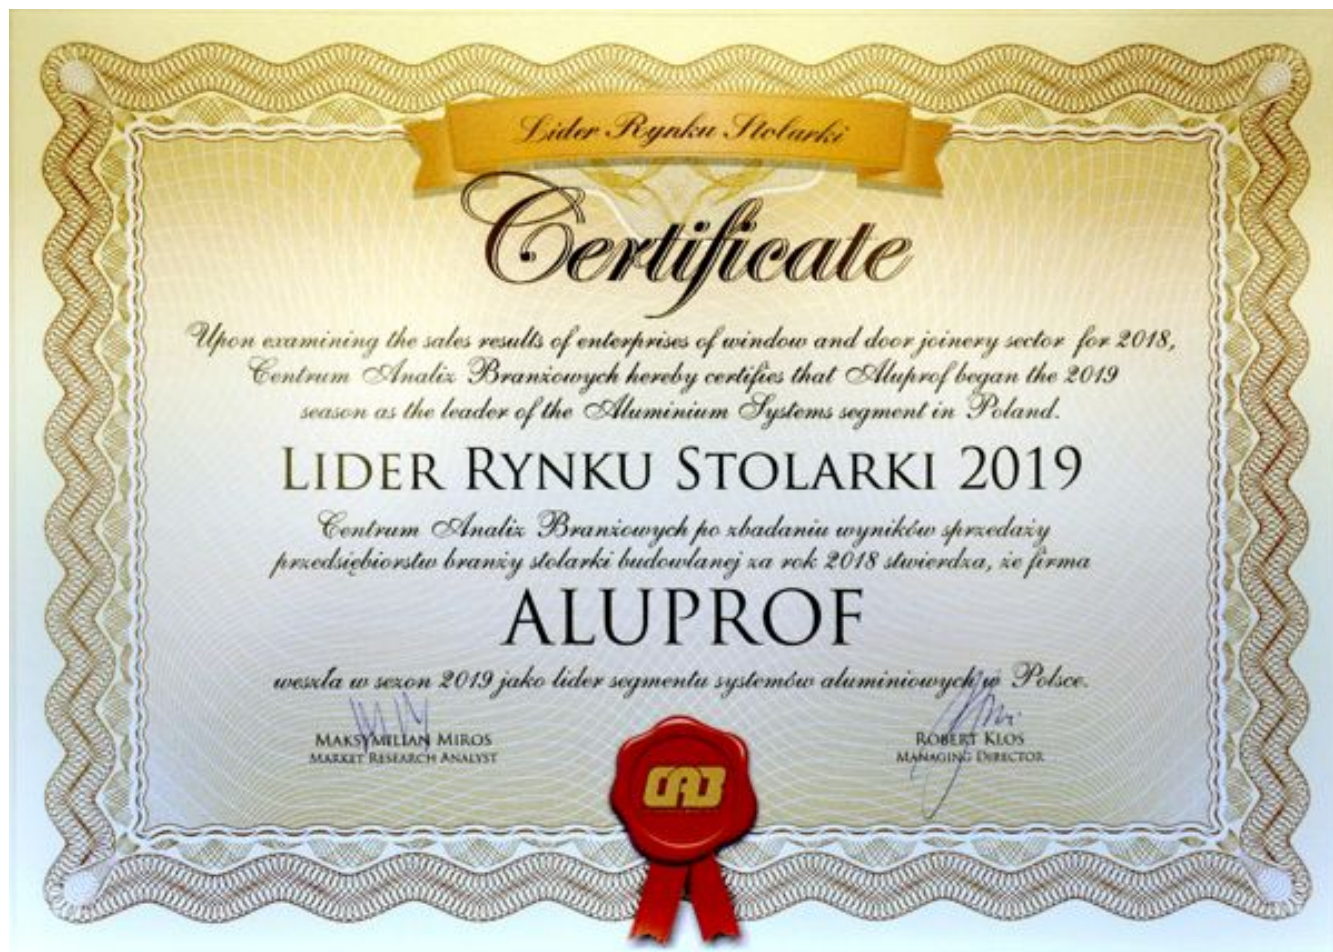 Lider Rynku Stolarki
Certificate
Upon examining the sales results of enterprises of window and door joinery sector for 2018,
Centrum Analiz Branżowych hereby certifies that Aluprof began the 2019
season as the leader of the Aluminium Systems segment in Poland.
LIDER RYNKU STOLARKI 2019
Centrum Analiz Branżowych po zbadaniu wyników sprzedaży
przedsiębiorstw branży stolarki budowlanej za rok 2018 stwierdza, że firma
ALUPROF
weszła w sezon 2019 jako lider segmentu systemów aluminiowych w Polsce.
MAKSYMILIAN MIROS
MARKET RESEARCH ANALYST
ROBERT KLOS
MANAGING DIRECTOR
CAB